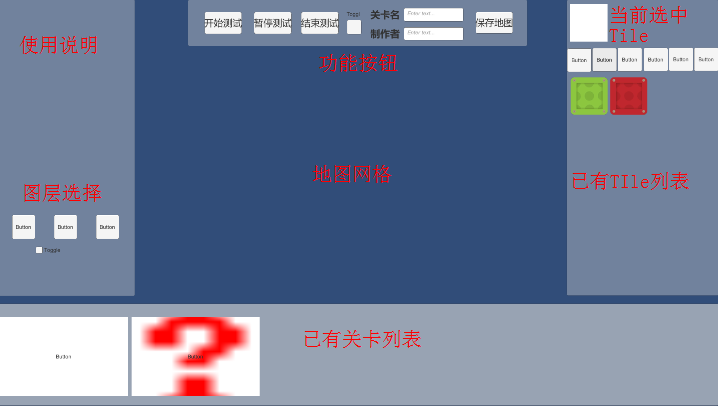 使用说明
图层选择
Button Button Button
Toggle
开始测试 暂停测试 结束测试 Toggl 关卡名 Enter text... 保存地图
制作者 Enter text...
功能按钮
地图网格
当前选中
Tile
Button Button Button Button Button Button
已有TIle列表
Button Button
已有关卡列表